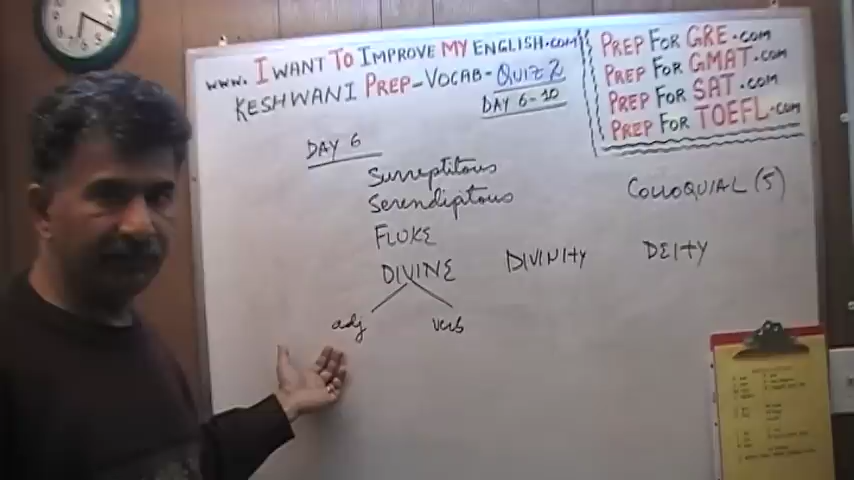 www. I WANT TO IMPROVE MY ENGLISH.com
KESHWANI PREP-VOCAB-QUIZ 2
DAY 6-10
PREP FOR GRE.com
PREP FOR GMAT.com
PREP FOR SAT.com
PREP FOR TOEFL.com
DAY 6
Surreptitous
Serendipitous
COLLOQUIAL (5)
FLUKE
DIVINE DIVINITY DEITY
adj verb